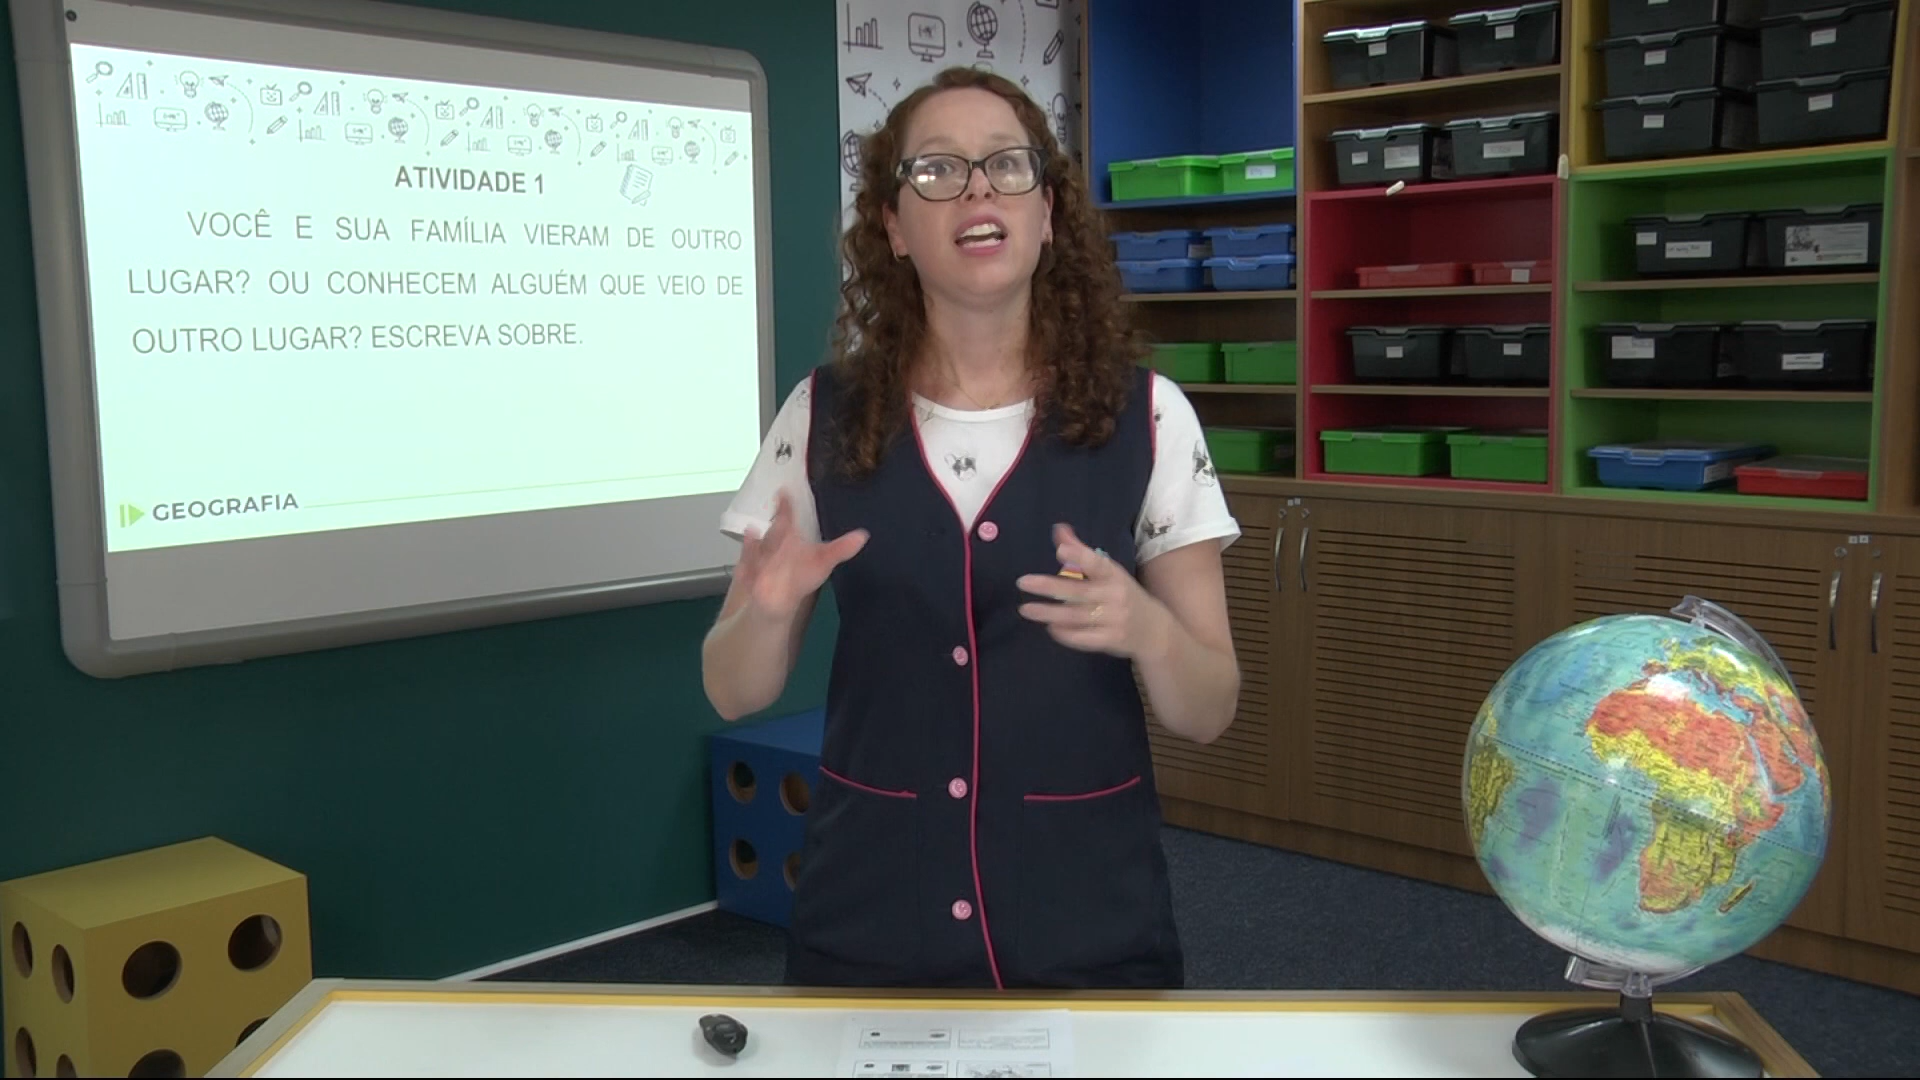 ATIVIDADE 1
VOCÊ E SUA FAMÍLIA VIERAM DE OUTRO
LUGAR? OU CONHECEM ALGUÉM QUE VEIO DE
OUTRO LUGAR? ESCREVA SOBRE.
GEOGRAFIA